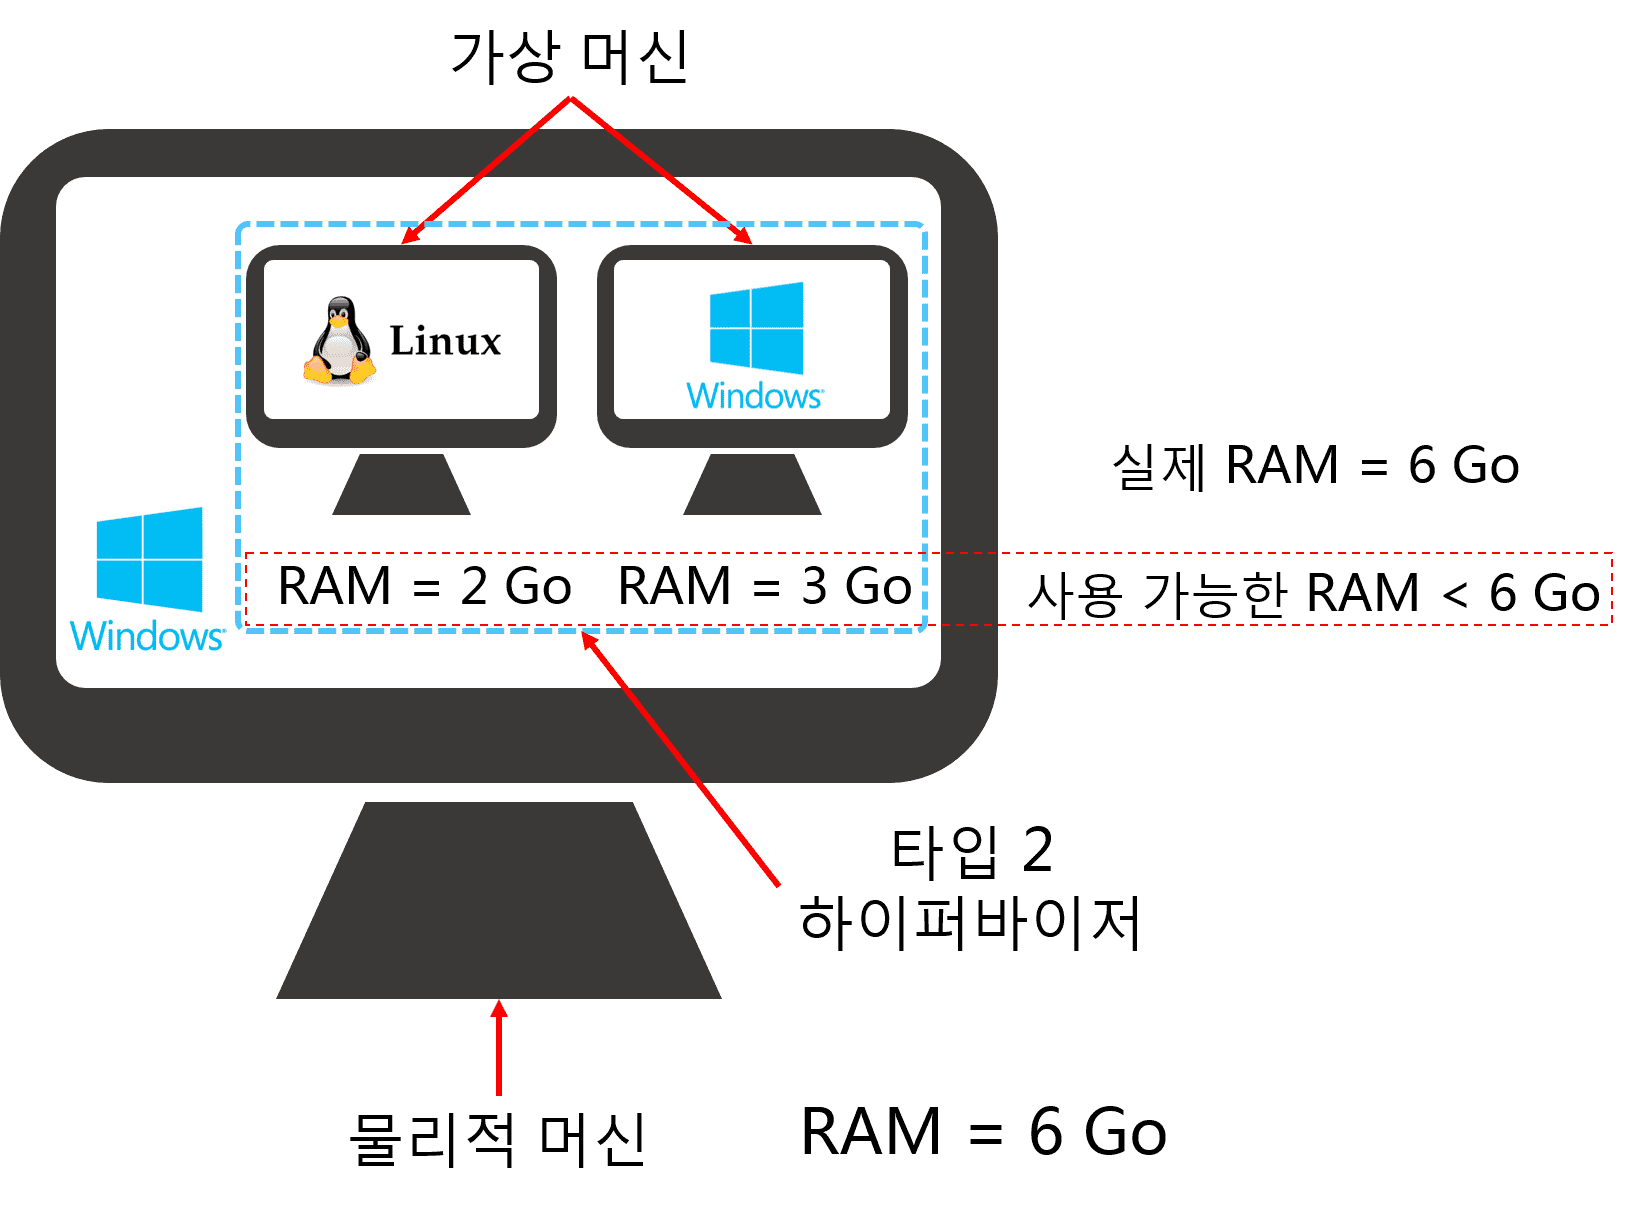 가상 머신
Linux
Windows
실제 RAM = 6 Go
RAM = 2 Go
RAM = 3 Go
사용 가능한 RAM < 6 Go
Windows
타입 2
하이퍼바이저
물리적 머신
RAM = 6 Go